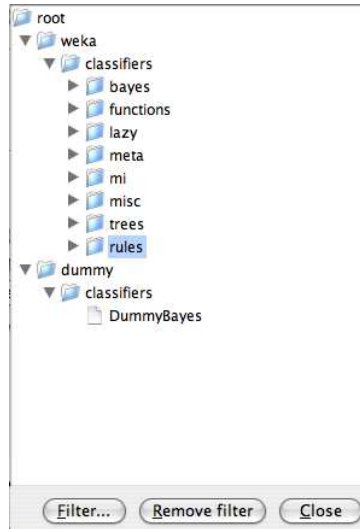 root
weka
classifiers
bayes
functions
lazy
meta
mi
misc
trees
rules
dummy
classifiers
DummyBayes
Filter... Remove filter Close